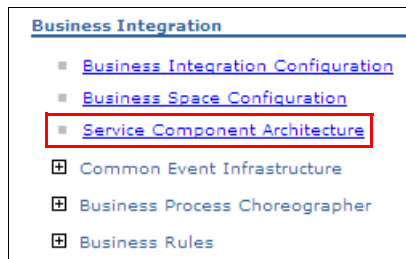 Business Integration
Business Integration Configuration
Business Space Configuration
Service Component Architecture
Common Event Infrastructure
Business Process Choreographer
Business Rules